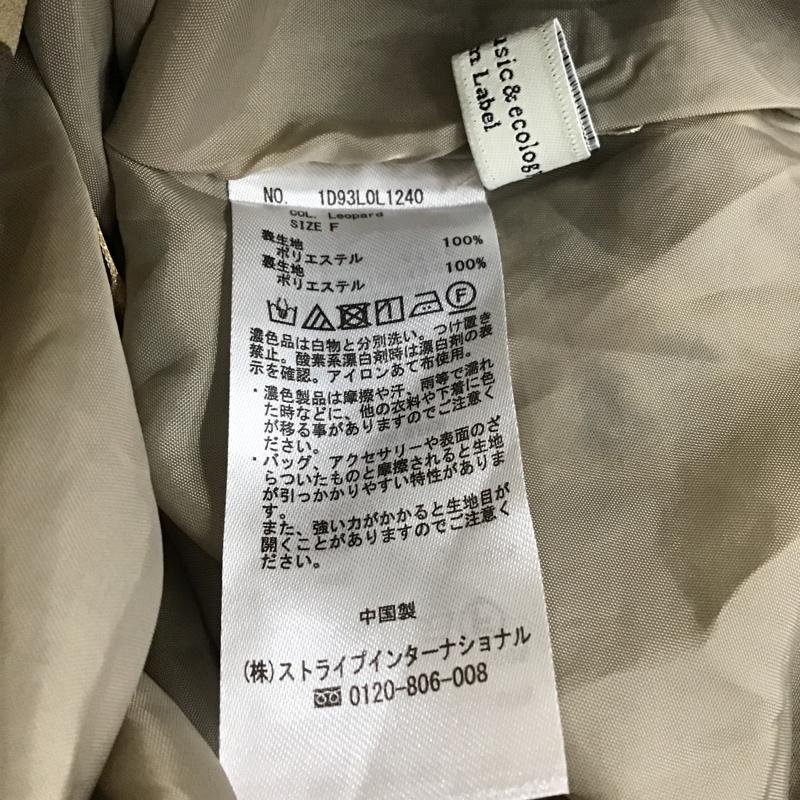 usic&ecology
Label
NO. 1D93L0L1240
COL. Leopard
SIZE F
表生地
ポリエステル 100%
裏生地
ポリエステル 100%
濃色品は白物と分別洗い。つけ置き
禁止。酸素系漂白剤時は漂白剤の表
示を確認。アイロンあて布使用。
・濃色製品は摩擦や汗、雨等で濡れ
た時などに、他の衣料や下着に色
が移る事がありますのでご注意く
ださい。
・バッグ、アクセサリーや表面のざ
らついたものと摩擦されると生地
が引っかかりやすい特性がありま
す。
また、強い力がかかると生地目が
開くことがありますのでご注意く
ださい。
中国製
(株)ストライプインターナショナル
0120-806-008